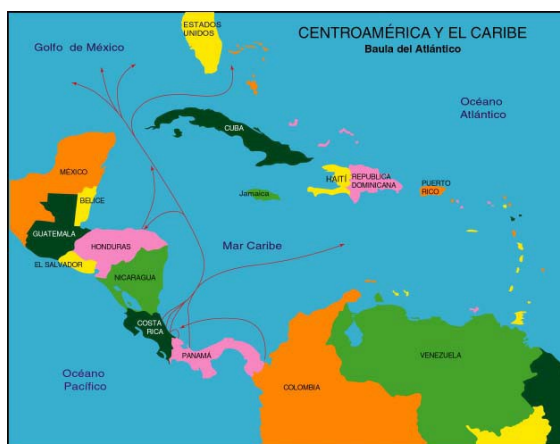 CENTROAMÉRICA Y EL CARIBE
Baula del Atlántico
ESTADOS
UNIDOS
Golfo de México
Océano
Atlántico
CUBA
MÉXICO
BELICE
Jamaica
HAITÍ
REPUBLICA
DOMINICANA
PUERTO
RICO
GUATEMALA
HONDURAS
Mar Caribe
EL SALVADOR
NICARAGUA
COSTA
RICA
PANAMÁ
VENEZUELA
Océano
Pacífico
COLOMBIA